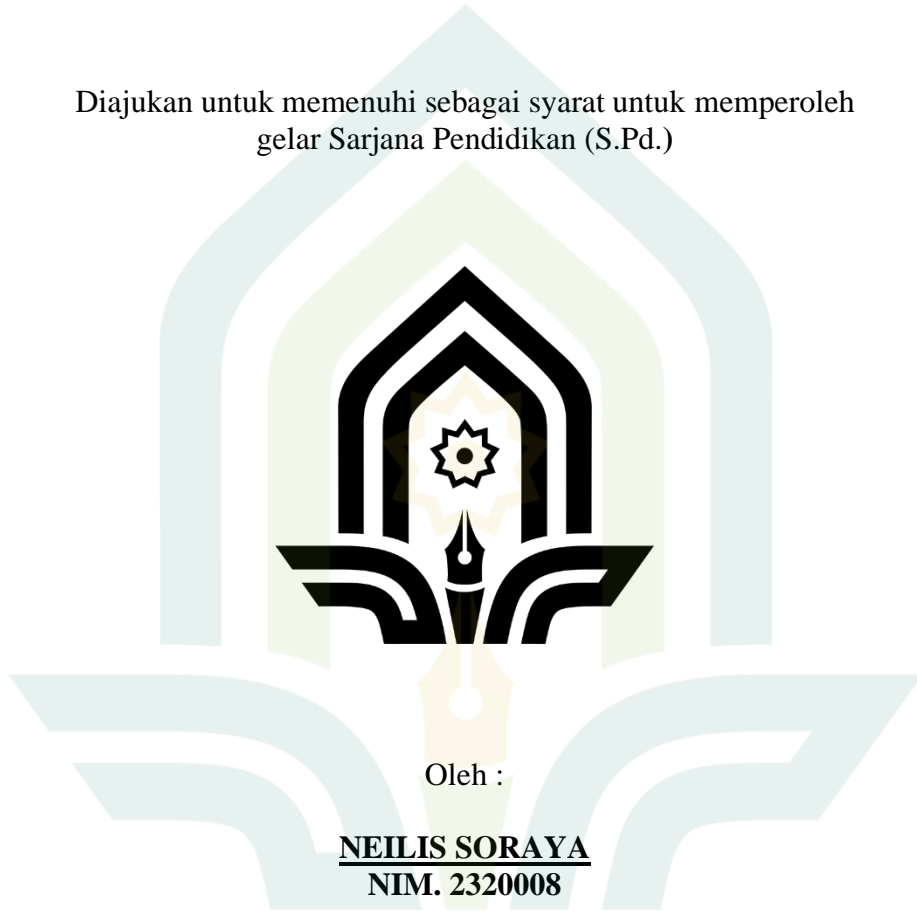 Diajukan untuk memenuhi sebagai syarat untuk memperoleh
gelar Sarjana Pendidikan (S.Pd.)
Oleh :
NEILIS SORAYA
NIM. 2320008